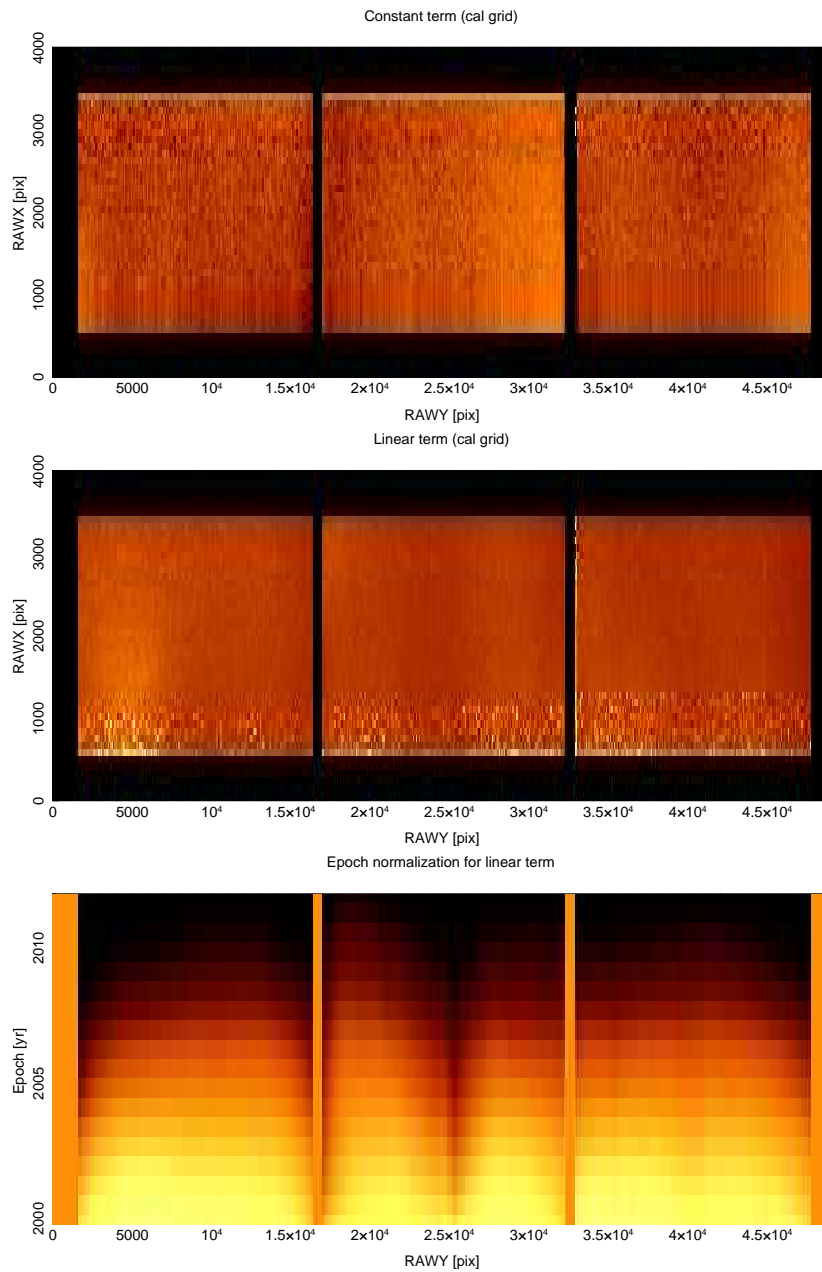 Constant term (cal grid)
4000
3000
2000
1000
0
RAWX [pix]
0 5000 10⁴ 1.5×10⁴ 2×10⁴ 2.5×10⁴ 3×10⁴ 3.5×10⁴ 4×10⁴ 4.5×10⁴
RAWY [pix]
Linear term (cal grid)
4000
3000
2000
1000
0
RAWX [pix]
0 5000 10⁴ 1.5×10⁴ 2×10⁴ 2.5×10⁴ 3×10⁴ 3.5×10⁴ 4×10⁴ 4.5×10⁴
RAWY [pix]
Epoch normalization for linear term
2010
2005
2000
Epoch [yr]
0 5000 10⁴ 1.5×10⁴ 2×10⁴ 2.5×10⁴ 3×10⁴ 3.5×10⁴ 4×10⁴ 4.5×10⁴
RAWY [pix]